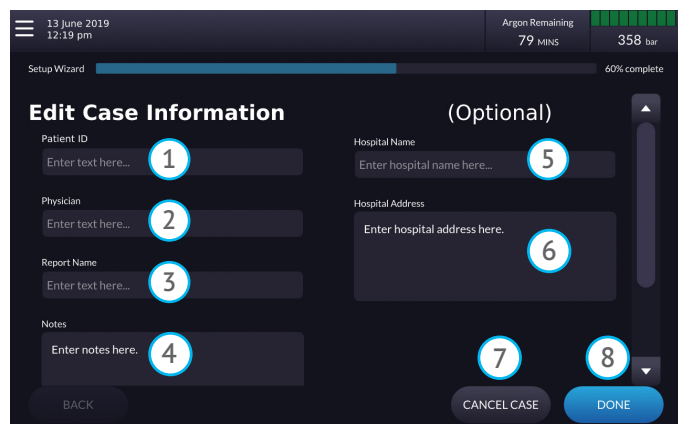 13 June 2019
12:19 pm
Argon Remaining
79 MINS
358 bar
Setup Wizard
60% complete
Edit Case Information
(Optional)
Patient ID
Enter text here...
1
Physician
Enter text here...
2
Report Name
Enter text here...
3
Notes
Enter notes here.
4
Hospital Name
Enter hospital name here...
5
Hospital Address
Enter hospital address here.
6
7
8
BACK
CANCEL CASE
DONE